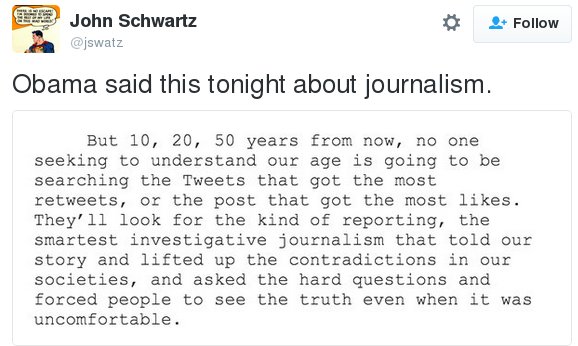 John Schwartz
@jswatz
Follow
Obama said this tonight about journalism.
But 10, 20, 50 years from now, no one
seeking to understand our age is going to be
searching the Tweets that got the most
retweets, or the post that got the most likes.
They'll look for the kind of reporting, the
smartest investigative journalism that told our
story and lifted up the contradictions in our
societies, and asked the hard questions and
forced people to see the truth even when it was
uncomfortable.